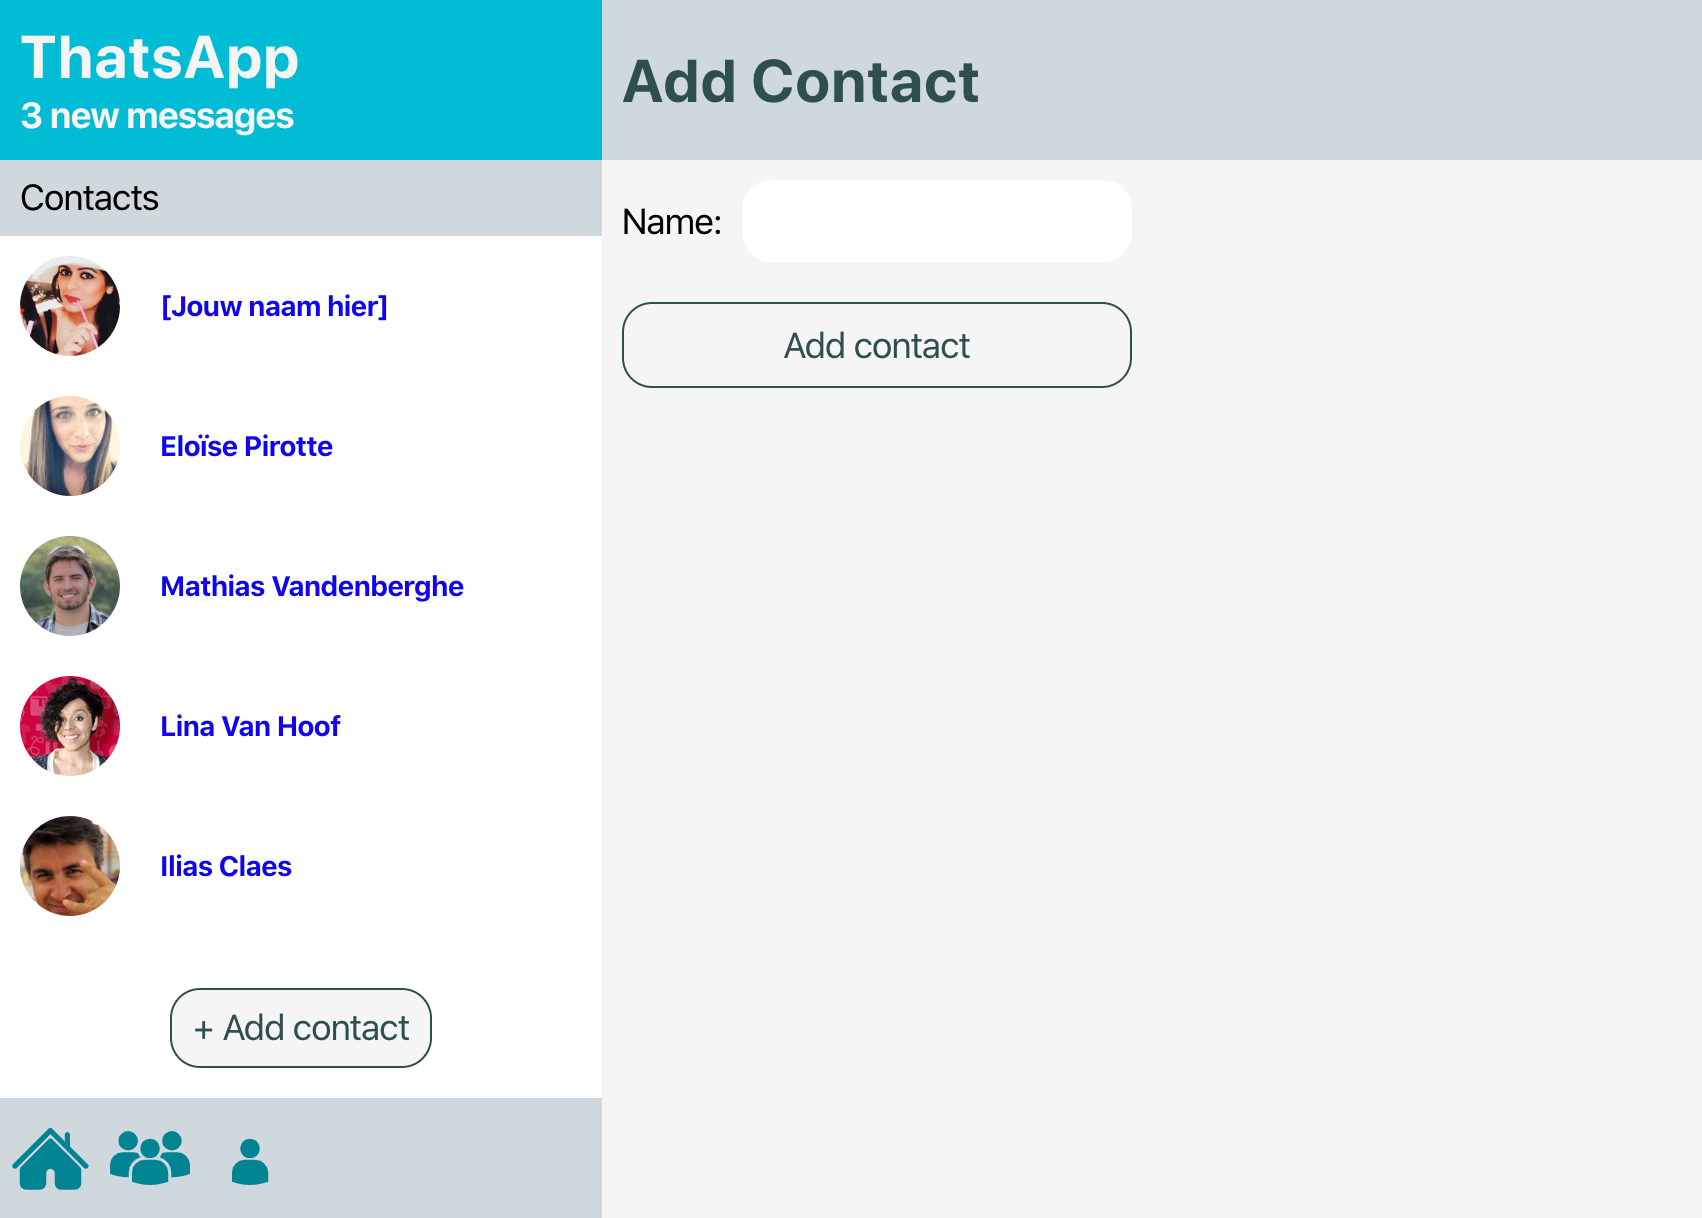 ThatsApp
3 new messages
Contacts
[Jouw naam hier]
Eloïse Pirotte
Mathias Vandenberghe
Lina Van Hoof
Ilias Claes
+ Add contact
Add Contact
Name:
Add contact